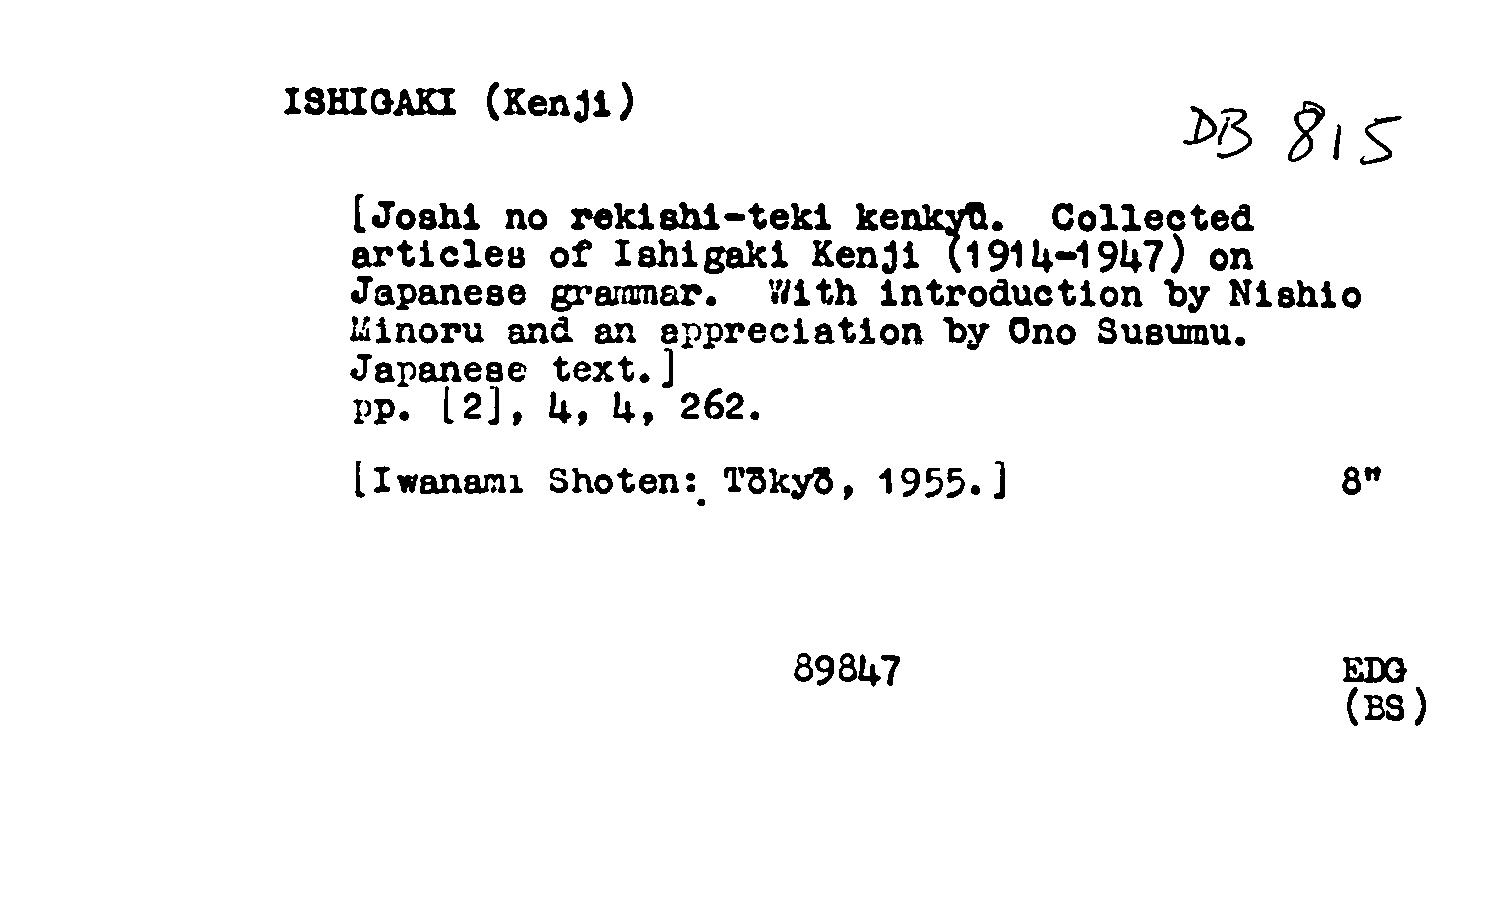 ISHIGAKI (Kenji)
DB 815
[Joshi no rekishi-teki kenkyū. Collected
articles of Ishigaki Kenji (1914-1947) on
Japanese grammar. With introduction by Nishio
Minoru and an appreciation by Ono Susumu.
Japanese text.]
pp. [2], 4, 4, 262.
[Iwanami Shoten: Tōkyō, 1955.] 8"
89847 EDG
(BS)